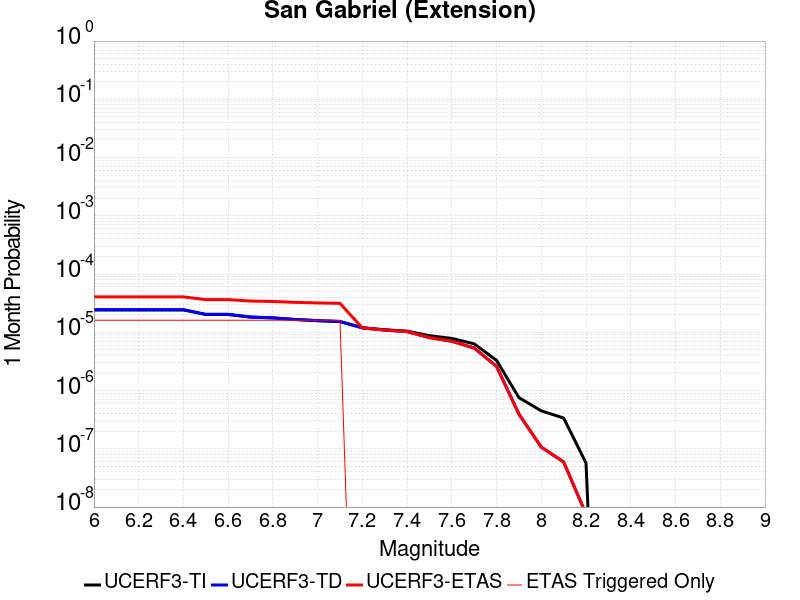 San Gabriel (Extension)
10^0
10^-1
10^-2
10^-3
10^-4
10^-5
10^-6
10^-7
10^-8
1 Month Probability
6 6.2 6.4 6.6 6.8 7 7.2 7.4 7.6 7.8 8 8.2 8.4 8.6 8.8 9
Magnitude
UCERF3-TI UCERF3-TD UCERF3-ETAS ETAS Triggered Only